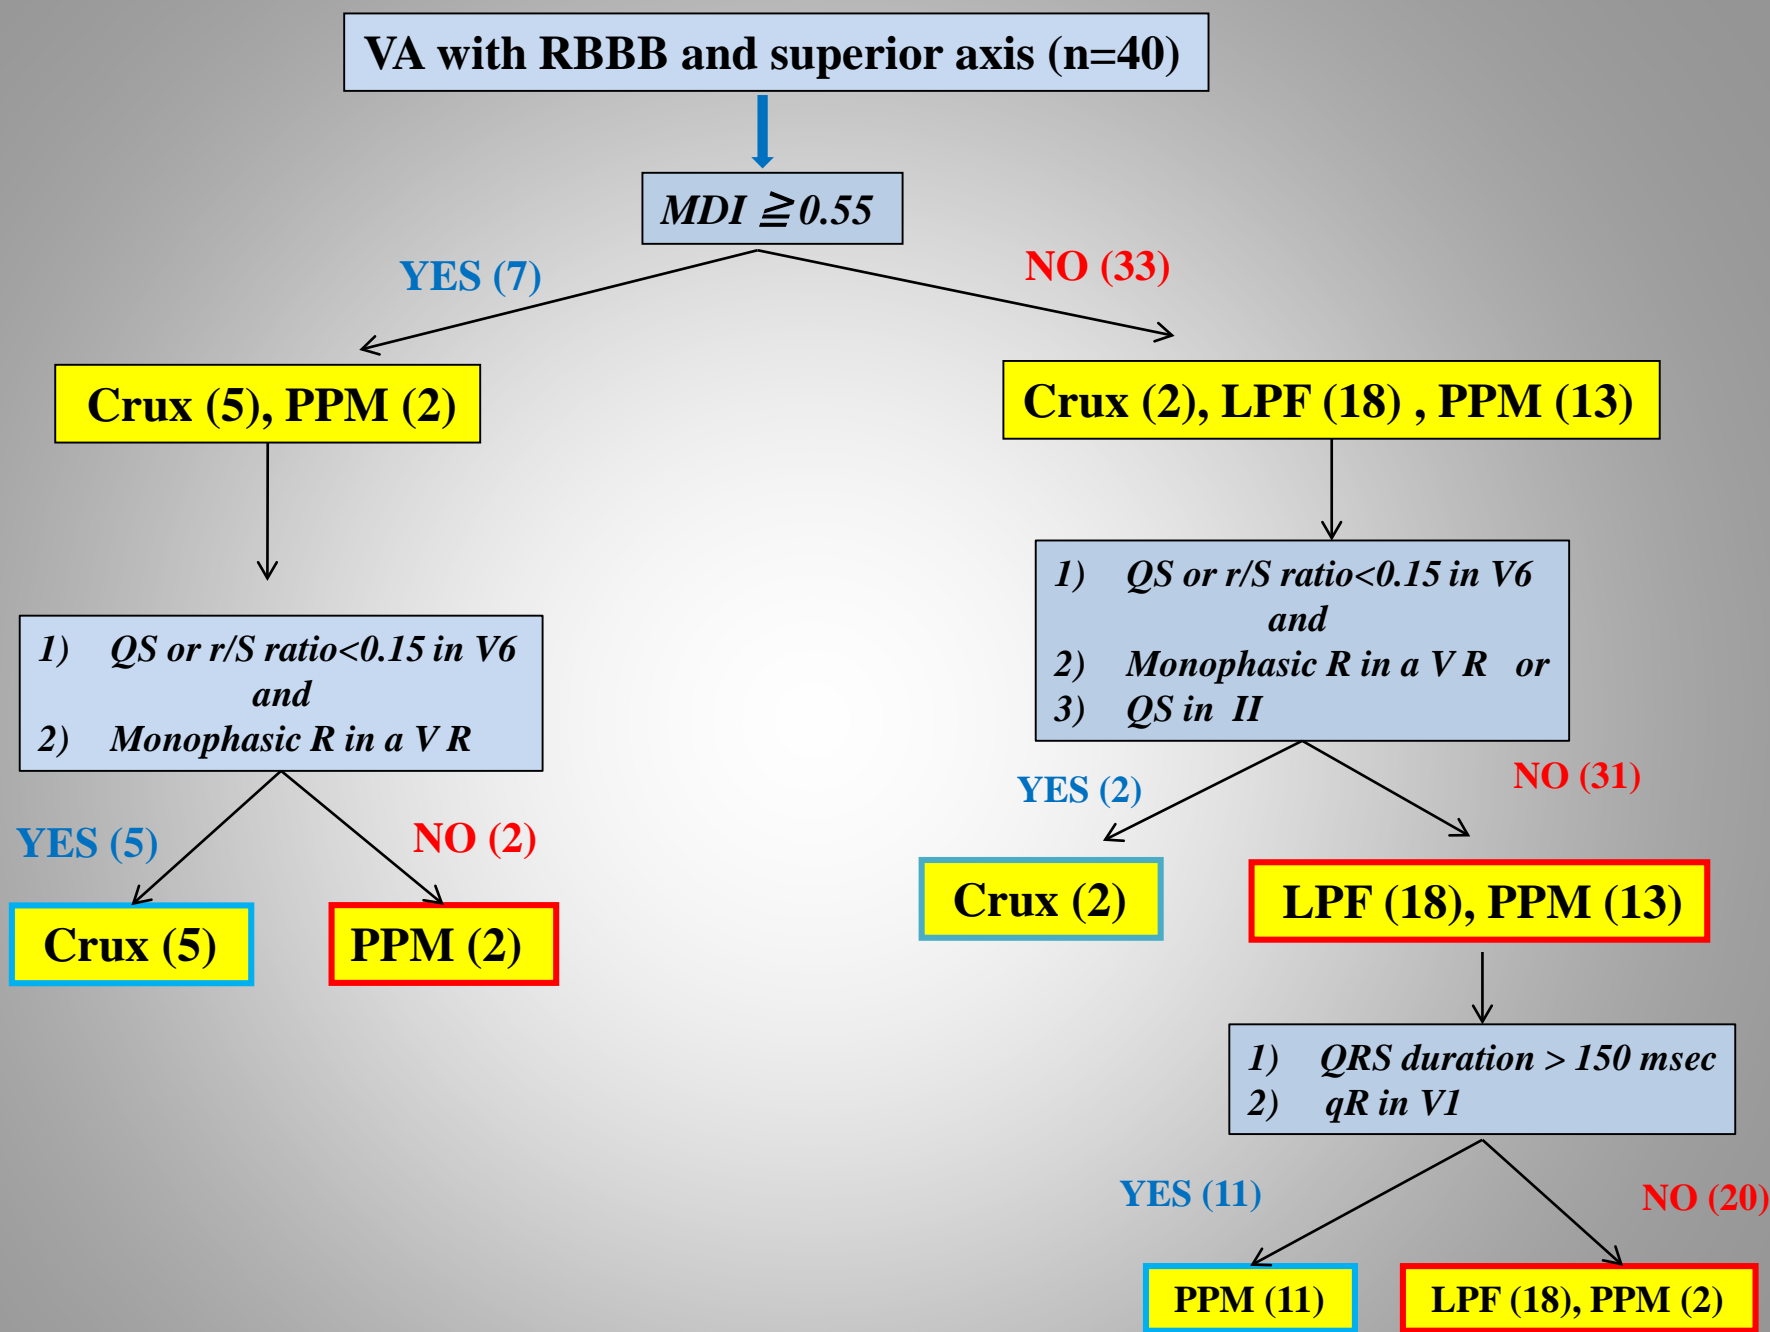 VA with RBBB and superior axis (n=40)
MDI ≧0.55
YES (7)
NO (33)
Crux (5), PPM (2)
Crux (2), LPF (18) , PPM (13)
1) QS or r/S ratio<0.15 in V6
and
2) Monophasic R in a V R
YES (5)
NO (2)
Crux (5)
PPM (2)
1) QS or r/S ratio<0.15 in V6
and
2) Monophasic R in a V R or
3) QS in II
YES (2)
NO (31)
Crux (2)
LPF (18), PPM (13)
1) QRS duration > 150 msec
2) qR in V1
YES (11)
NO (20)
PPM (11)
LPF (18), PPM (2)